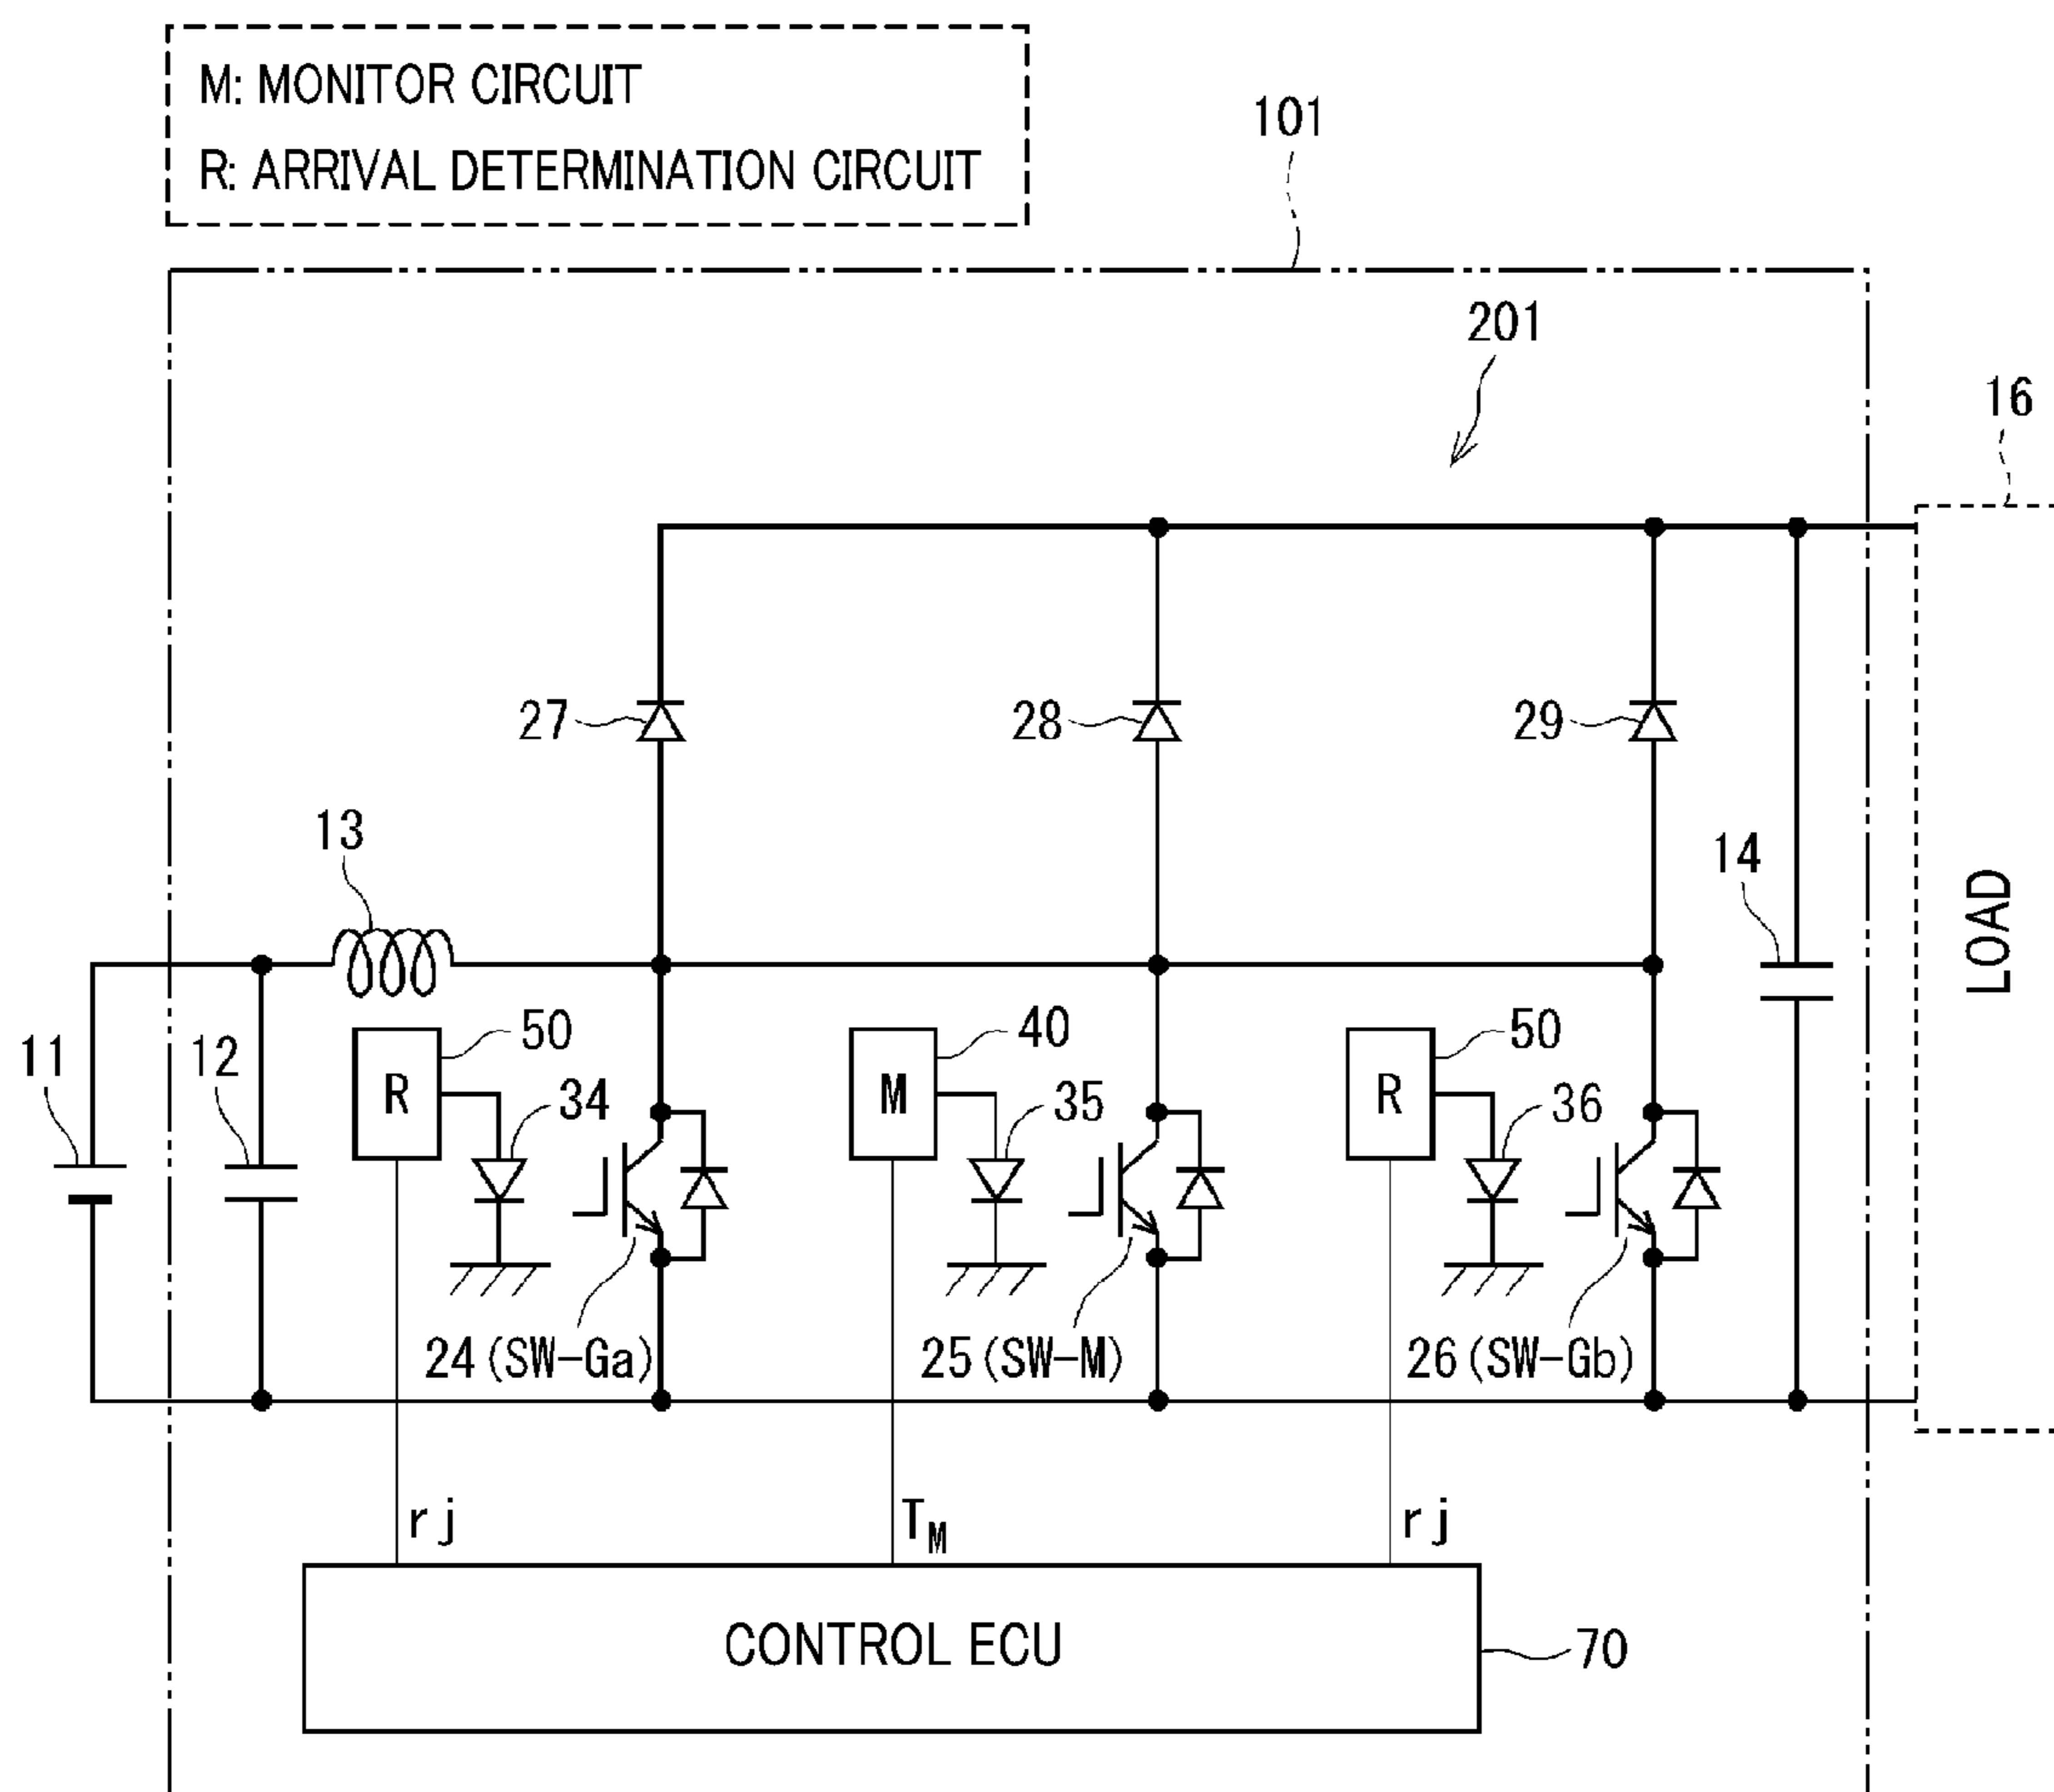 M: MONITOR CIRCUIT
R: ARRIVAL DETERMINATION CIRCUIT
101
201
16
27
28
29
13
14
LOAD
11
12
50
R
34
40
M
35
50
R
36
24 (SW-Ga)
25 (SW-M)
26 (SW-Gb)
rj
TM
rj
CONTROL ECU
70